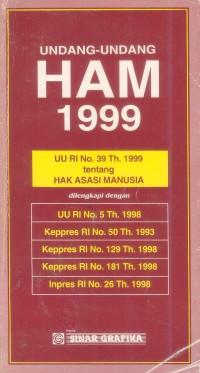 UNDANG-UNDANG
HAM
1999
UU RI No. 39 Th. 1999
tentang
HAK ASASI MANUSIA
dilengkapi dengan
UU RI No. 5 Th. 1998
Keppres RI No. 50 Th. 1993
Keppres RI No. 129 Th. 1998
Keppres RI No. 181 Th. 1998
Inpres RI No. 26 Th. 1998
SINAR GRAFIKA